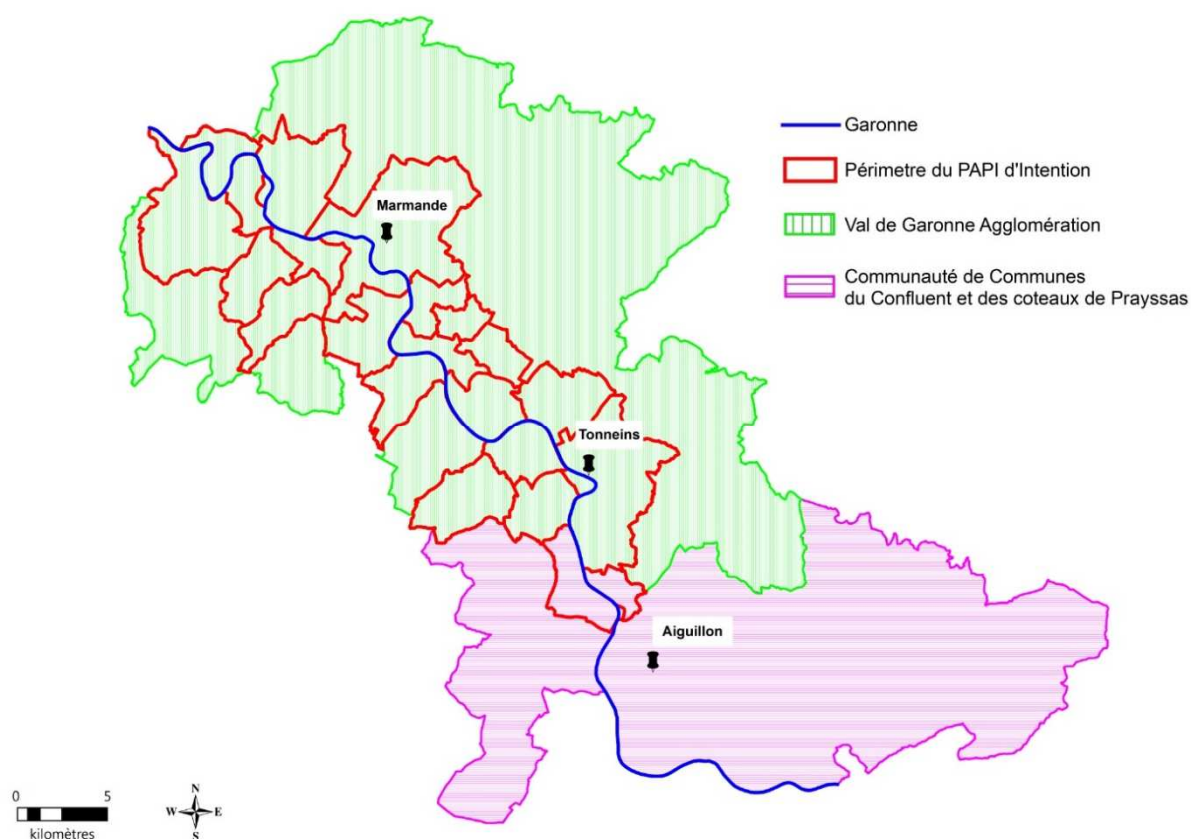 Garonne
Périmetre du PAPI d'Intention
Marmande
Val de Garonne Agglomération
Communauté de Communes
du Confluent et des coteaux de Prayssas
Tonneins
Aiguillon
0 5
kilomètres
N
W E
S